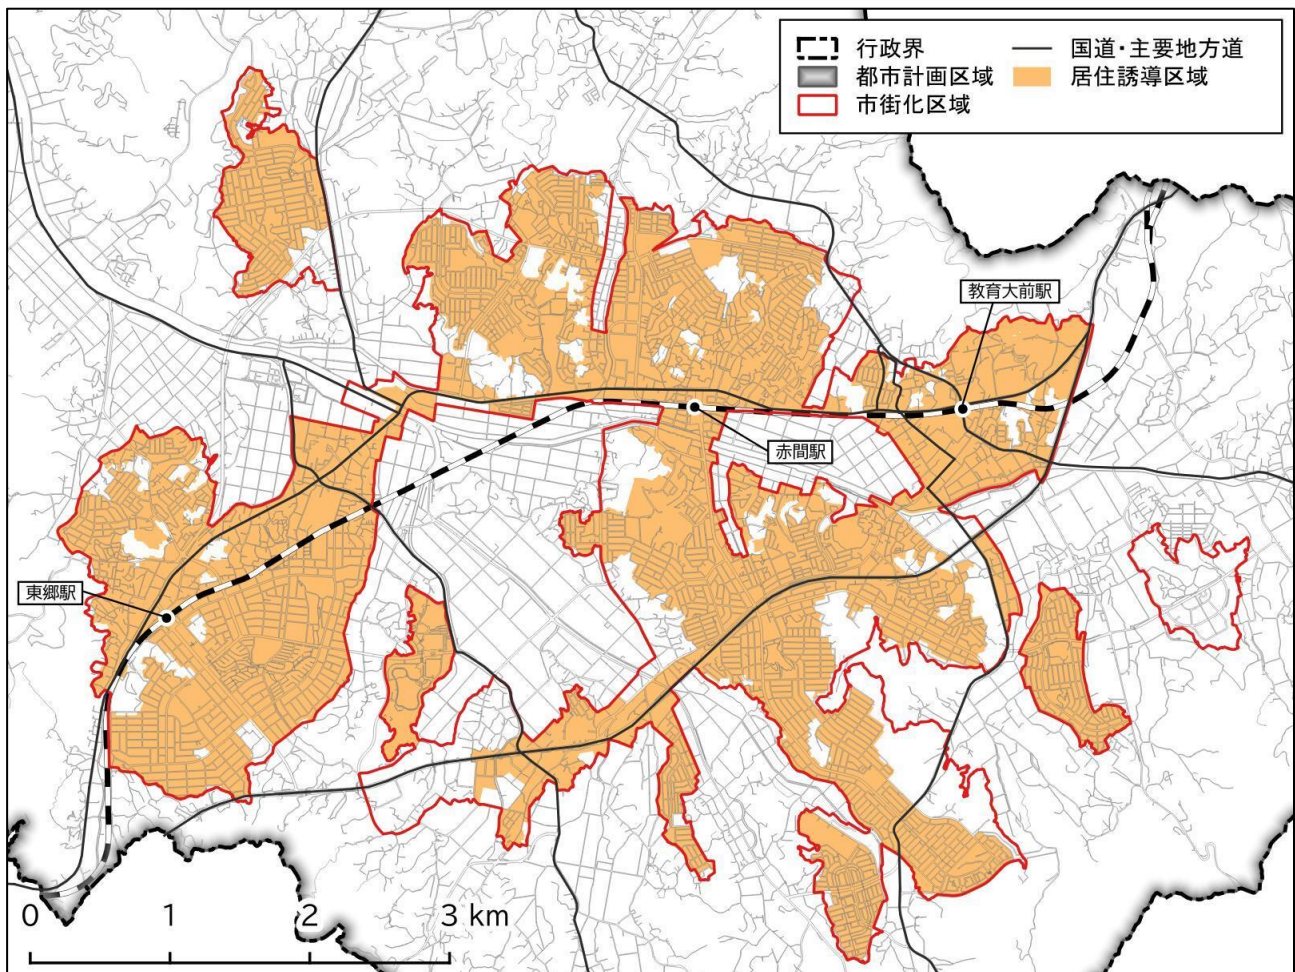 行政界
国道・主要地方道
都市計画区域
居住誘導区域
市街化区域
教育大前駅
赤間駅
東郷駅
0 1 2 3 km